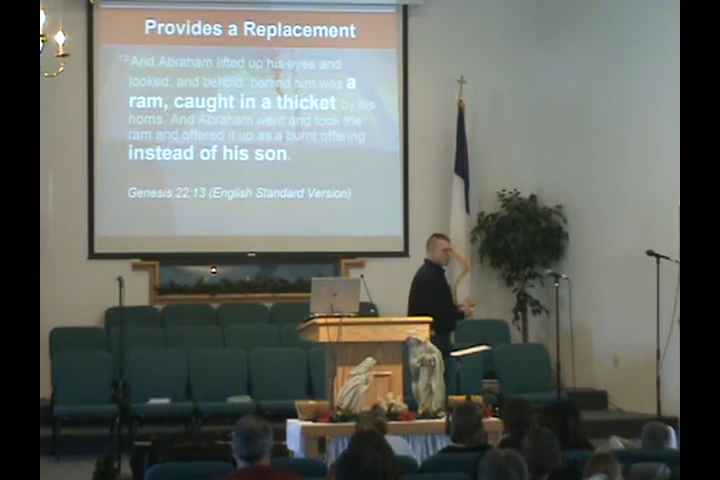 Provides a Replacement
13 And Abraham lifted up his eyes and
looked, and behold, behind him was a
ram, caught in a thicket by his
horns. And Abraham went and took the
ram and offered it up as a burnt offering
instead of his son.
Genesis 22:13 (English Standard Version)